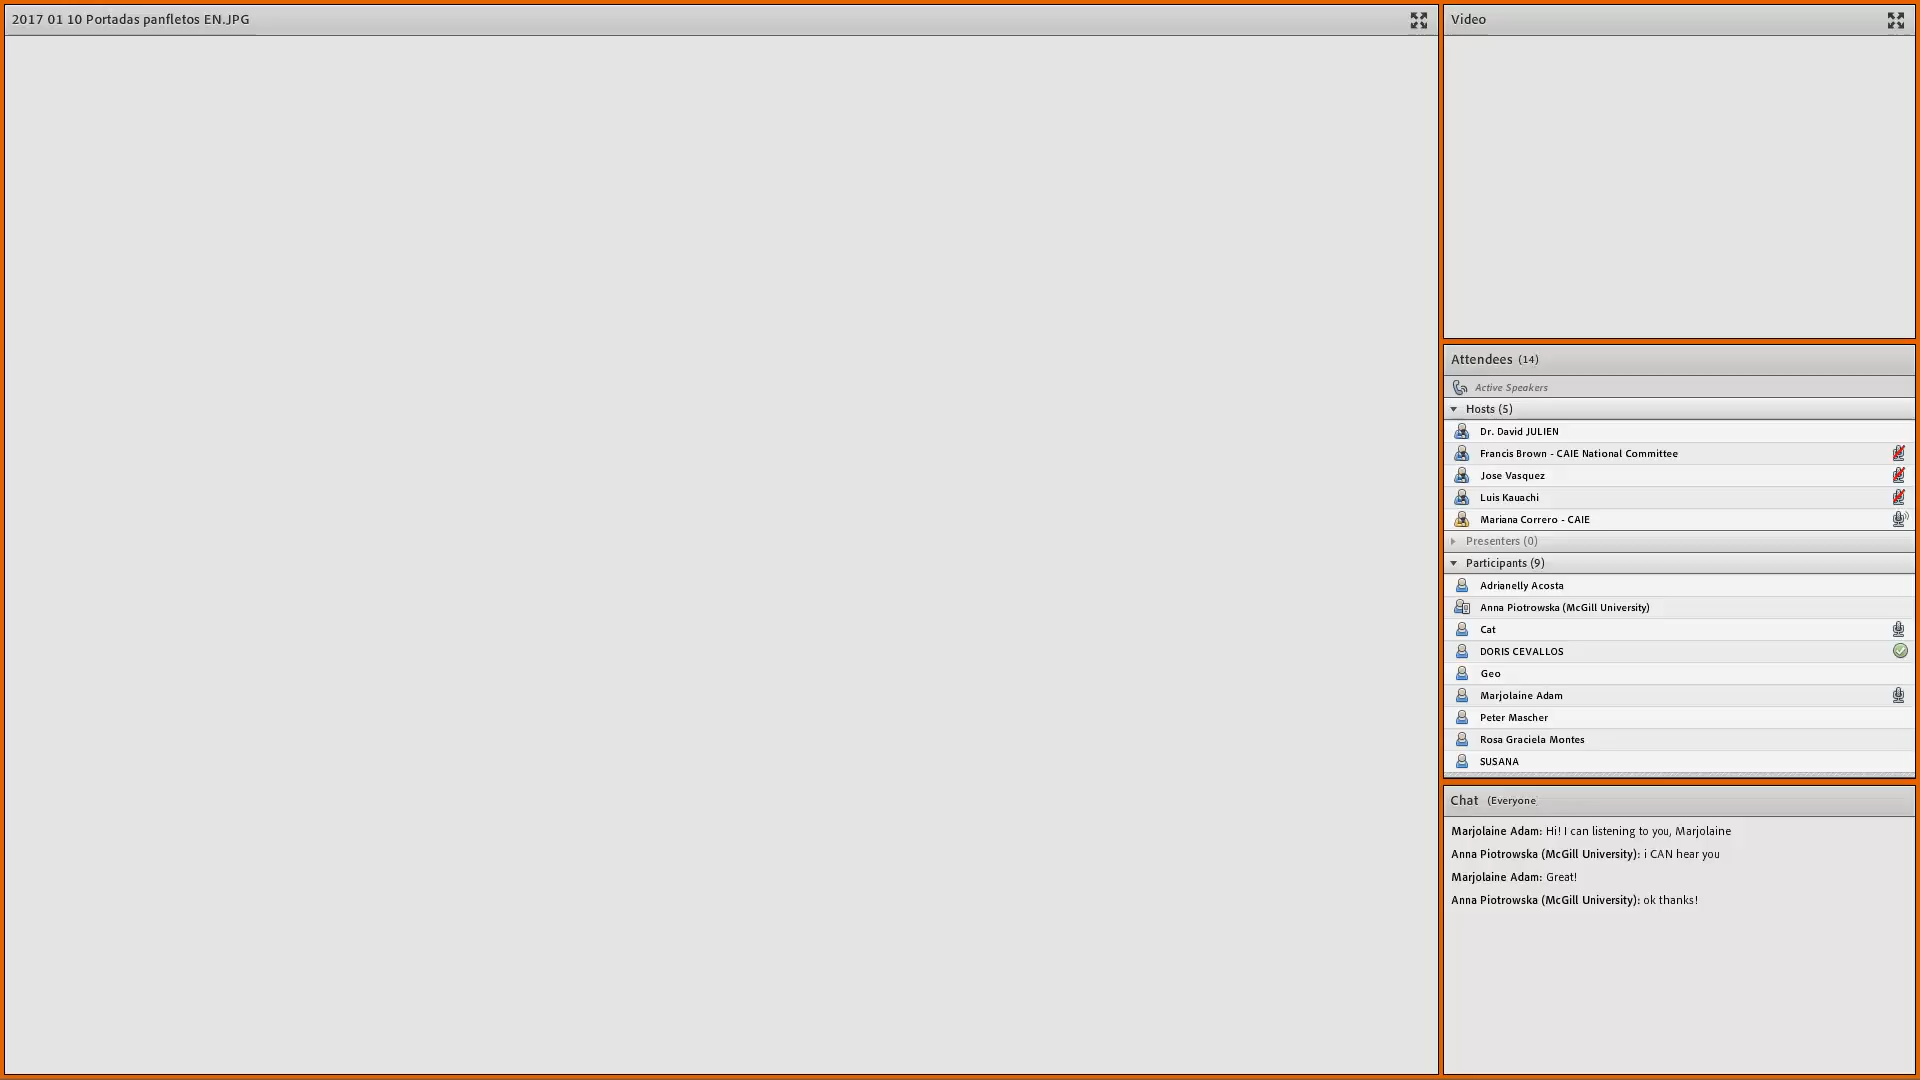 2017 01 10 Portadas panfletos EN.JPG
Video
Attendees (14)
Active Speakers
Hosts (5)
Dr. David JULIEN
Francis Brown - CAIE National Committee
Jose Vasquez
Luis Kauachi
Mariana Correro - CAIE
Presenters (0)
Participants (9)
Adrianelly Acosta
Anna Piotrowska (McGill University)
Cat
DORIS CEVALLOS
Geo
Marjolaine Adam
Peter Mascher
Rosa Graciela Montes
SUSANA
Chat (Everyone
Marjolaine Adam: Hi! I can listening to you, Marjolaine
Anna Piotrowska (McGill University): i CAN hear you
Marjolaine Adam: Great!
Anna Piotrowska (McGill University): ok thanks!